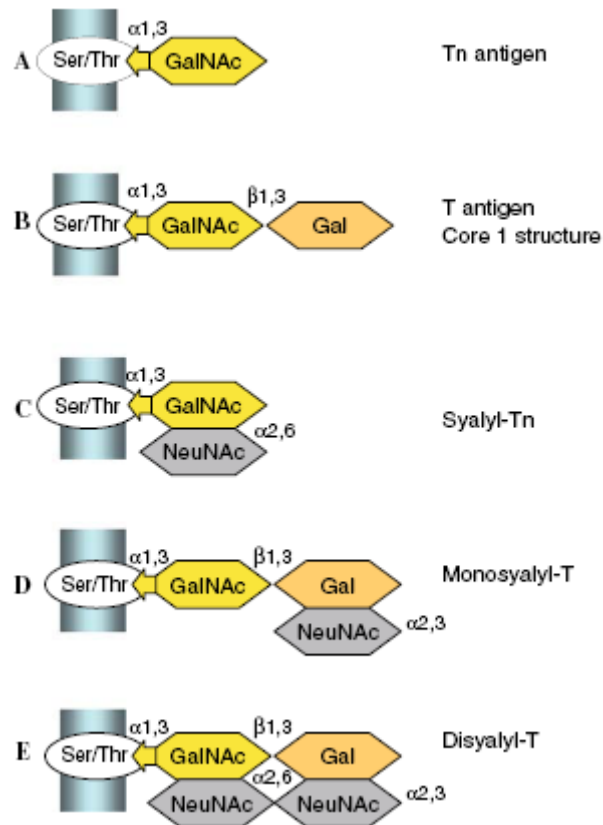 α1,3
A Ser/Thr GalNAc Tn antigen
α1,3 β1,3
B Ser/Thr GalNAc Gal T antigen
Core 1 structure
α1,3
C Ser/Thr GalNAc
NeuNAc α2,6 Syalyl-Tn
α1,3 β1,3
D Ser/Thr GalNAc Gal Monosyalyl-T
NeuNAc α2,3
α1,3 β1,3
E Ser/Thr GalNAc Gal Disyalyl-T
α2,6
NeuNAc NeuNAc α2,3